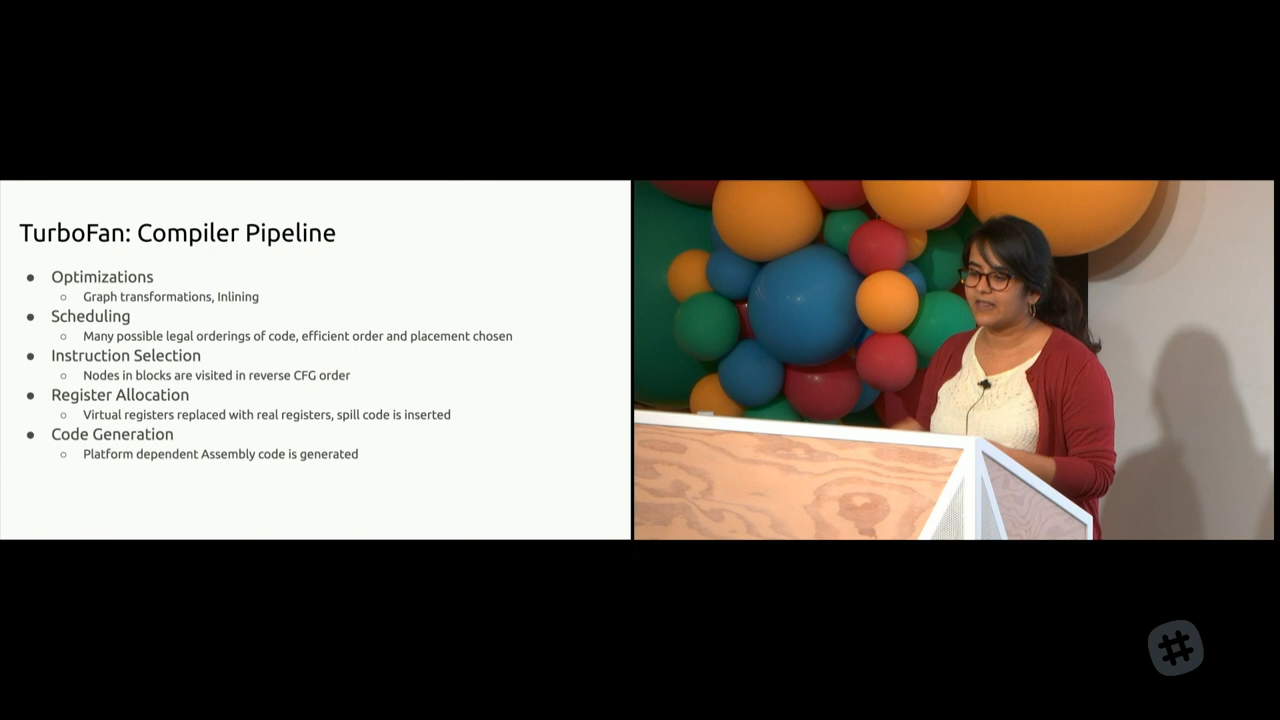 TurboFan: Compiler Pipeline
● Optimizations
○ Graph transformations, Inlining
● Scheduling
○ Many possible legal orderings of code, efficient order and placement chosen
● Instruction Selection
○ Nodes in blocks are visited in reverse CFG order
● Register Allocation
○ Virtual registers replaced with real registers, spill code is inserted
● Code Generation
○ Platform dependent Assembly code is generated